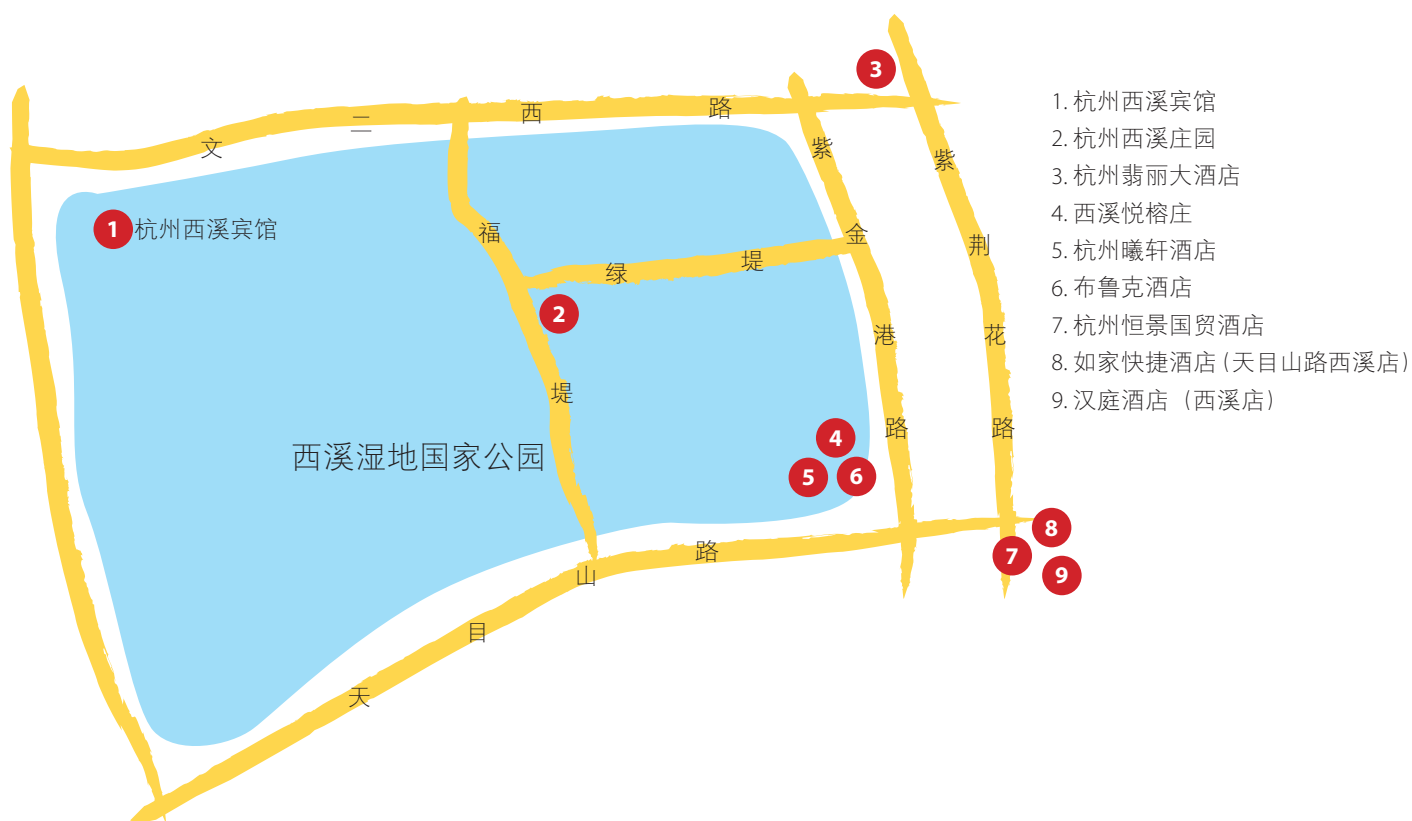 文二西路
紫金港路
紫荆花路
福堤
绿堤
天目山路
1 杭州西溪宾馆
2
3
4
5
6
7
8
9
西溪湿地国家公园
1. 杭州西溪宾馆
2. 杭州西溪庄园
3. 杭州翡丽大酒店
4. 西溪悦榕庄
5. 杭州曦轩酒店
6. 布鲁克酒店
7. 杭州恒景国贸酒店
8. 如家快捷酒店(天目山路西溪店)
9. 汉庭酒店（西溪店）